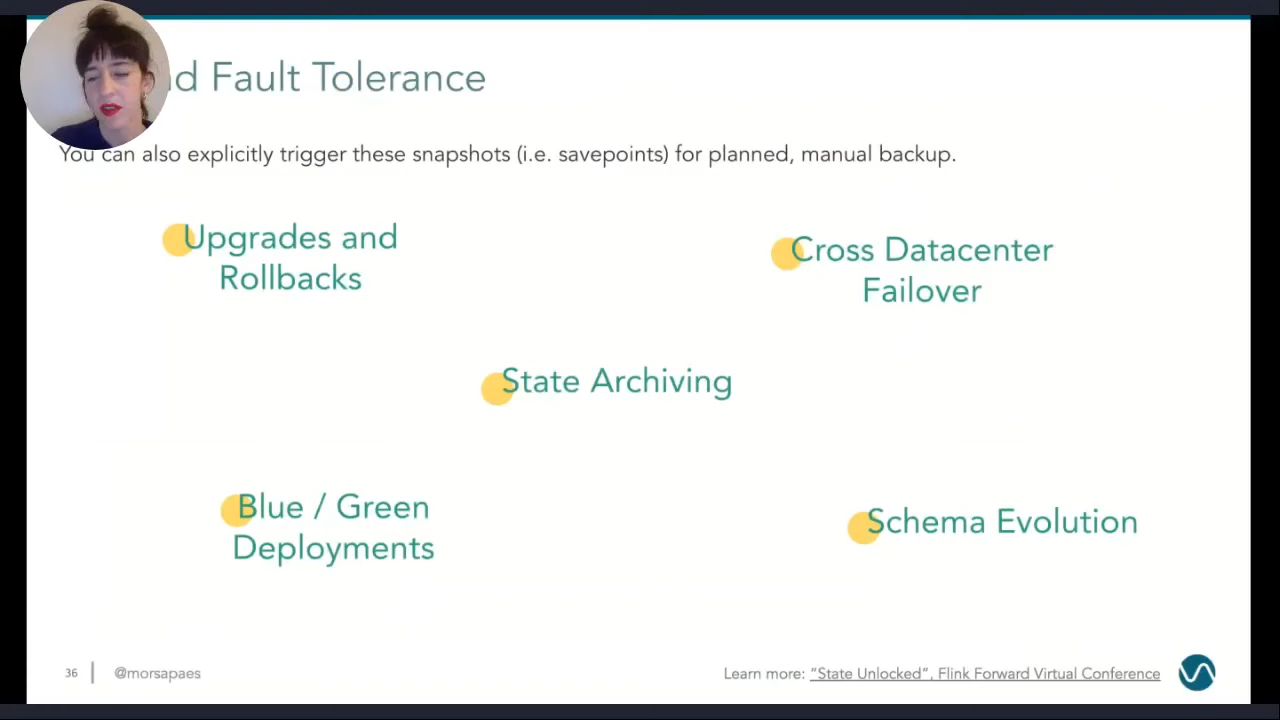 Fault Tolerance
You can also explicitly trigger these snapshots (i.e. savepoints) for planned, manual backup.
Upgrades and
Rollbacks
Cross Datacenter
Failover
State Archiving
Blue / Green
Deployments
Schema Evolution
36
@morsapaes
Learn more: “State Unlocked”, Flink Forward Virtual Conference